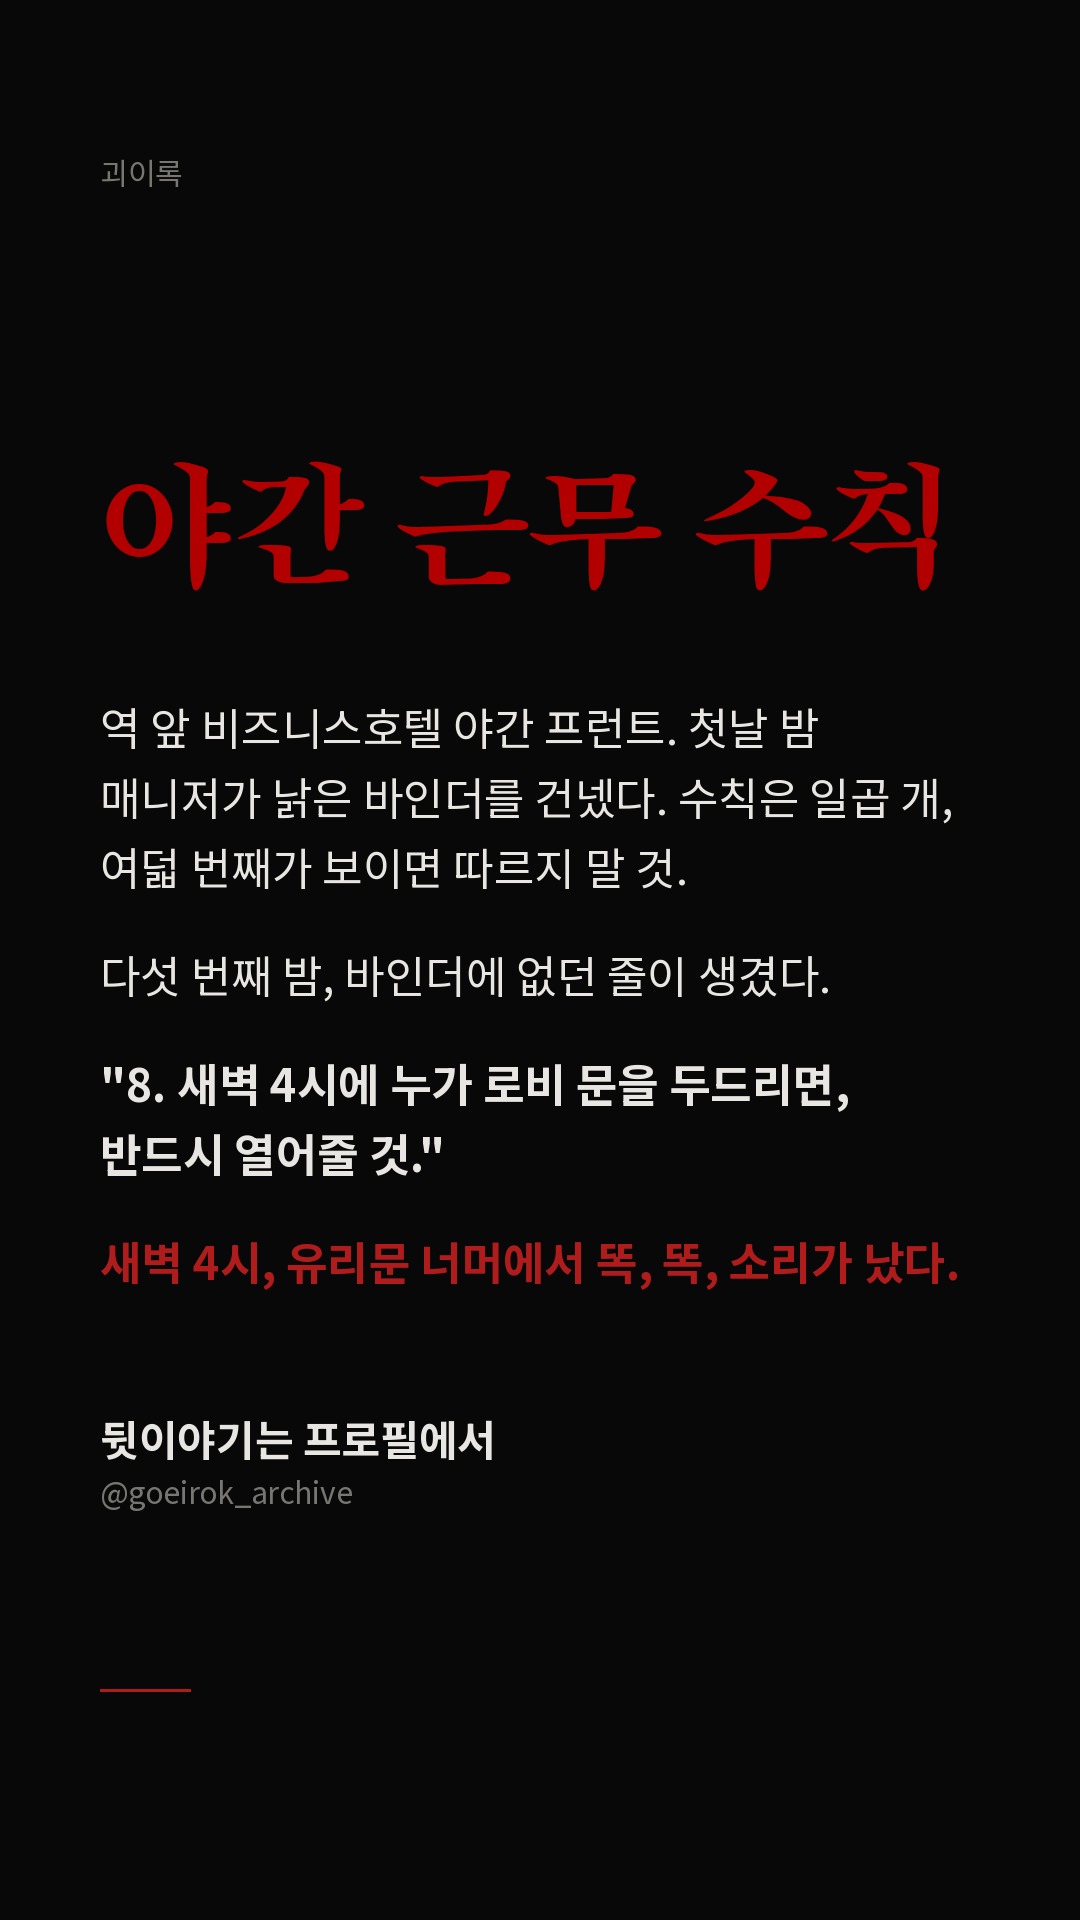 괴이록
야간 근무 수칙
역 앞 비즈니스호텔 야간 프런트. 첫날 밤
매니저가 낡은 바인더를 건넸다. 수칙은 일곱 개,
여덟 번째가 보이면 따르지 말 것.
다섯 번째 밤, 바인더에 없던 줄이 생겼다.
"8. 새벽 4시에 누가 로비 문을 두드리면,
반드시 열어줄 것."
새벽 4시, 유리문 너머에서 똑, 똑, 소리가 났다.
뒷이야기는 프로필에서
@goeirok_archive